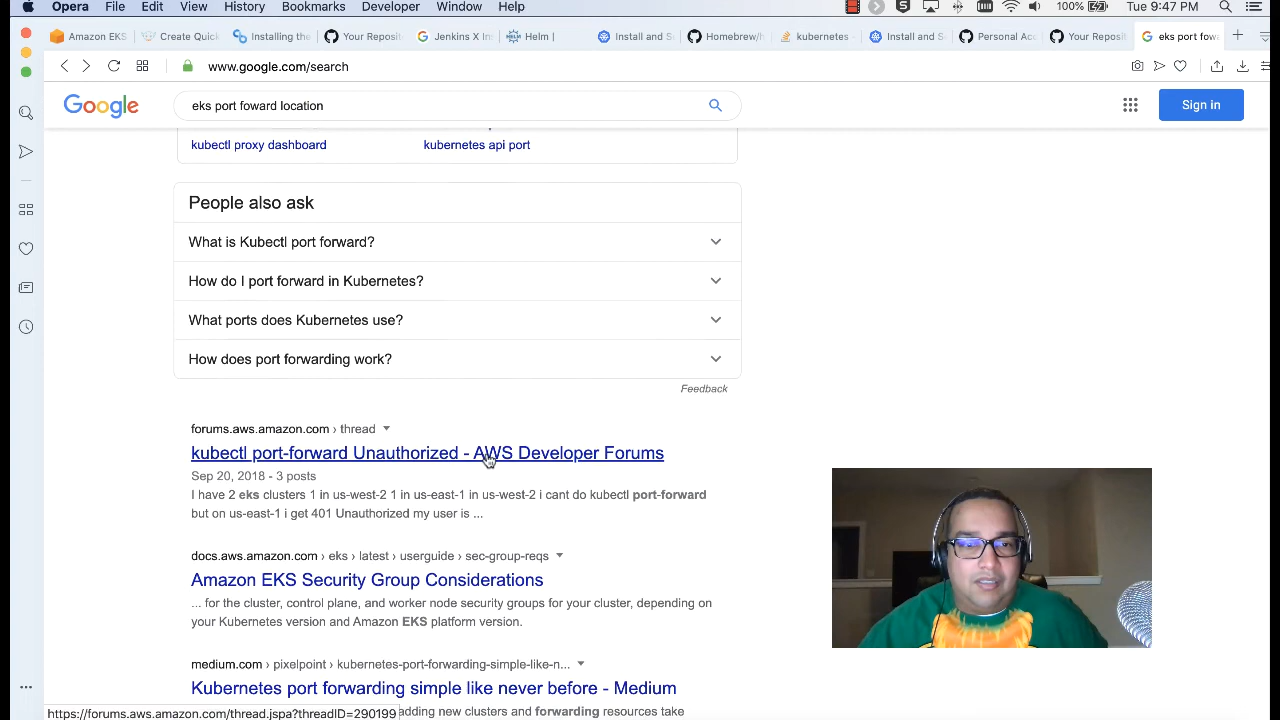 Opera File Edit View History Bookmarks Developer Window Help 100% Tue 9:47 PM
Amazon EKS Create Quick Installing the Your Reposit Jenkins X Ins Helm | Install and S Homebrew/h kubernetes Install and S Personal Acc Your Reposit eks port fow
www.google.com/search
Google eks port foward location Sign in
kubectl proxy dashboard kubernetes api port
People also ask
What is Kubectl port forward?
How do I port forward in Kubernetes?
What ports does Kubernetes use?
How does port forwarding work?
Feedback
forums.aws.amazon.com › thread
kubectl port-forward Unauthorized - AWS Developer Forums
Sep 20, 2018 - 3 posts
I have 2 eks clusters 1 in us-west-2 1 in us-east-1 in us-west-2 i cant do kubectl port-forward
but on us-east-1 i get 401 Unauthorized my user is ...
docs.aws.amazon.com › eks › latest › userguide › sec-group-reqs
Amazon EKS Security Group Considerations
... for the cluster, control plane, and worker node security groups for your cluster, depending on
your Kubernetes version and Amazon EKS platform version.
medium.com › pixelpoint › kubernetes-port-forwarding-simple-like-n...
Kubernetes port forwarding simple like never before - Medium
https://forums.aws.amazon.com/thread.jspa?threadID=290199 adding new clusters and forwarding resources take